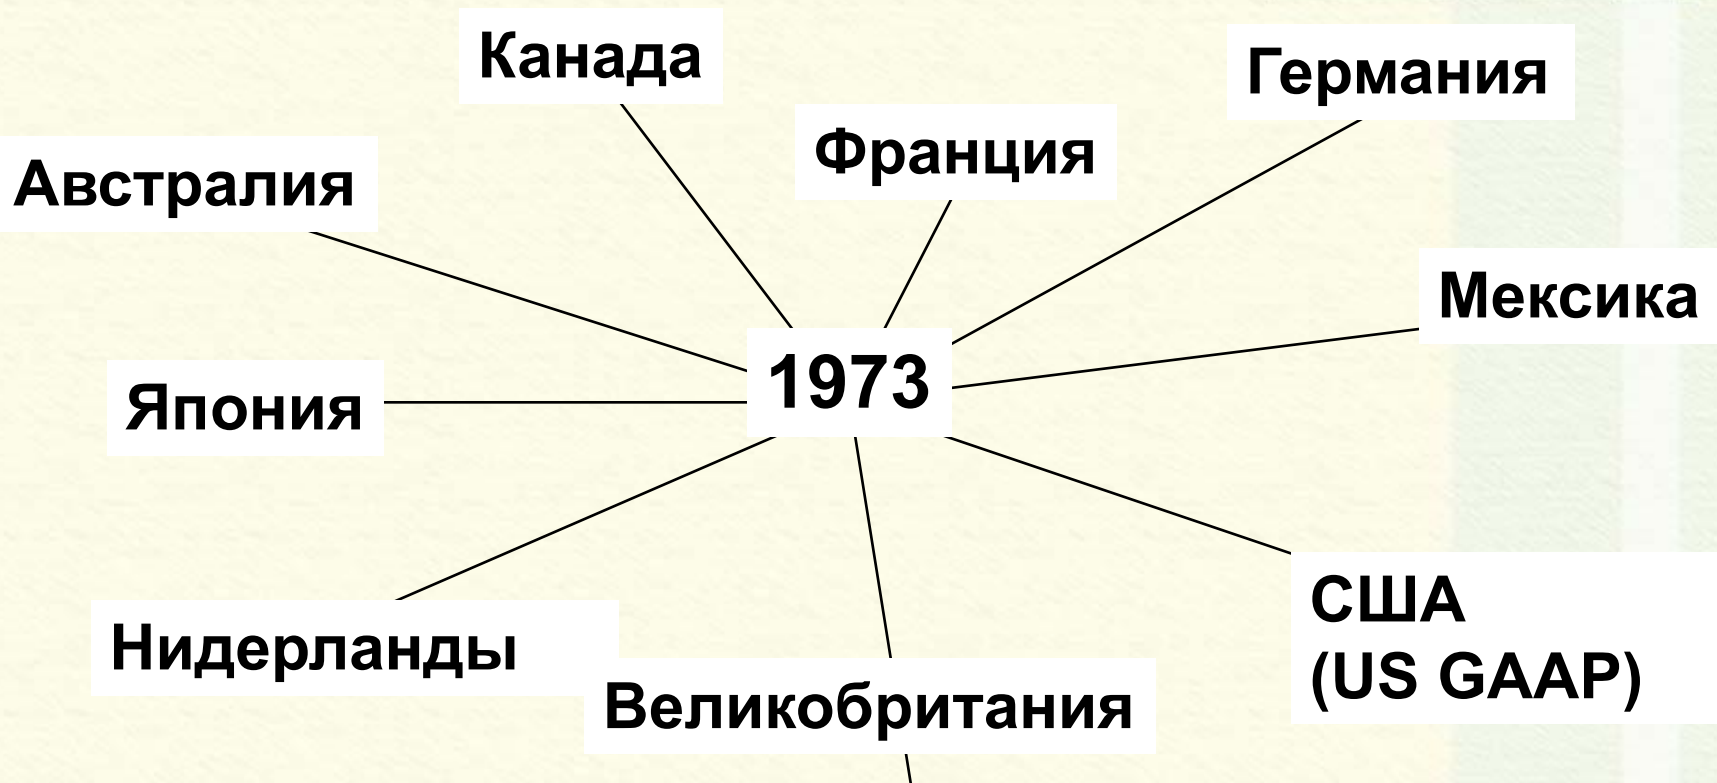 Канада
Германия
Франция
Австралия
Мексика
1973
Япония
США
(US GAAP)
Нидерланды
Великобритания